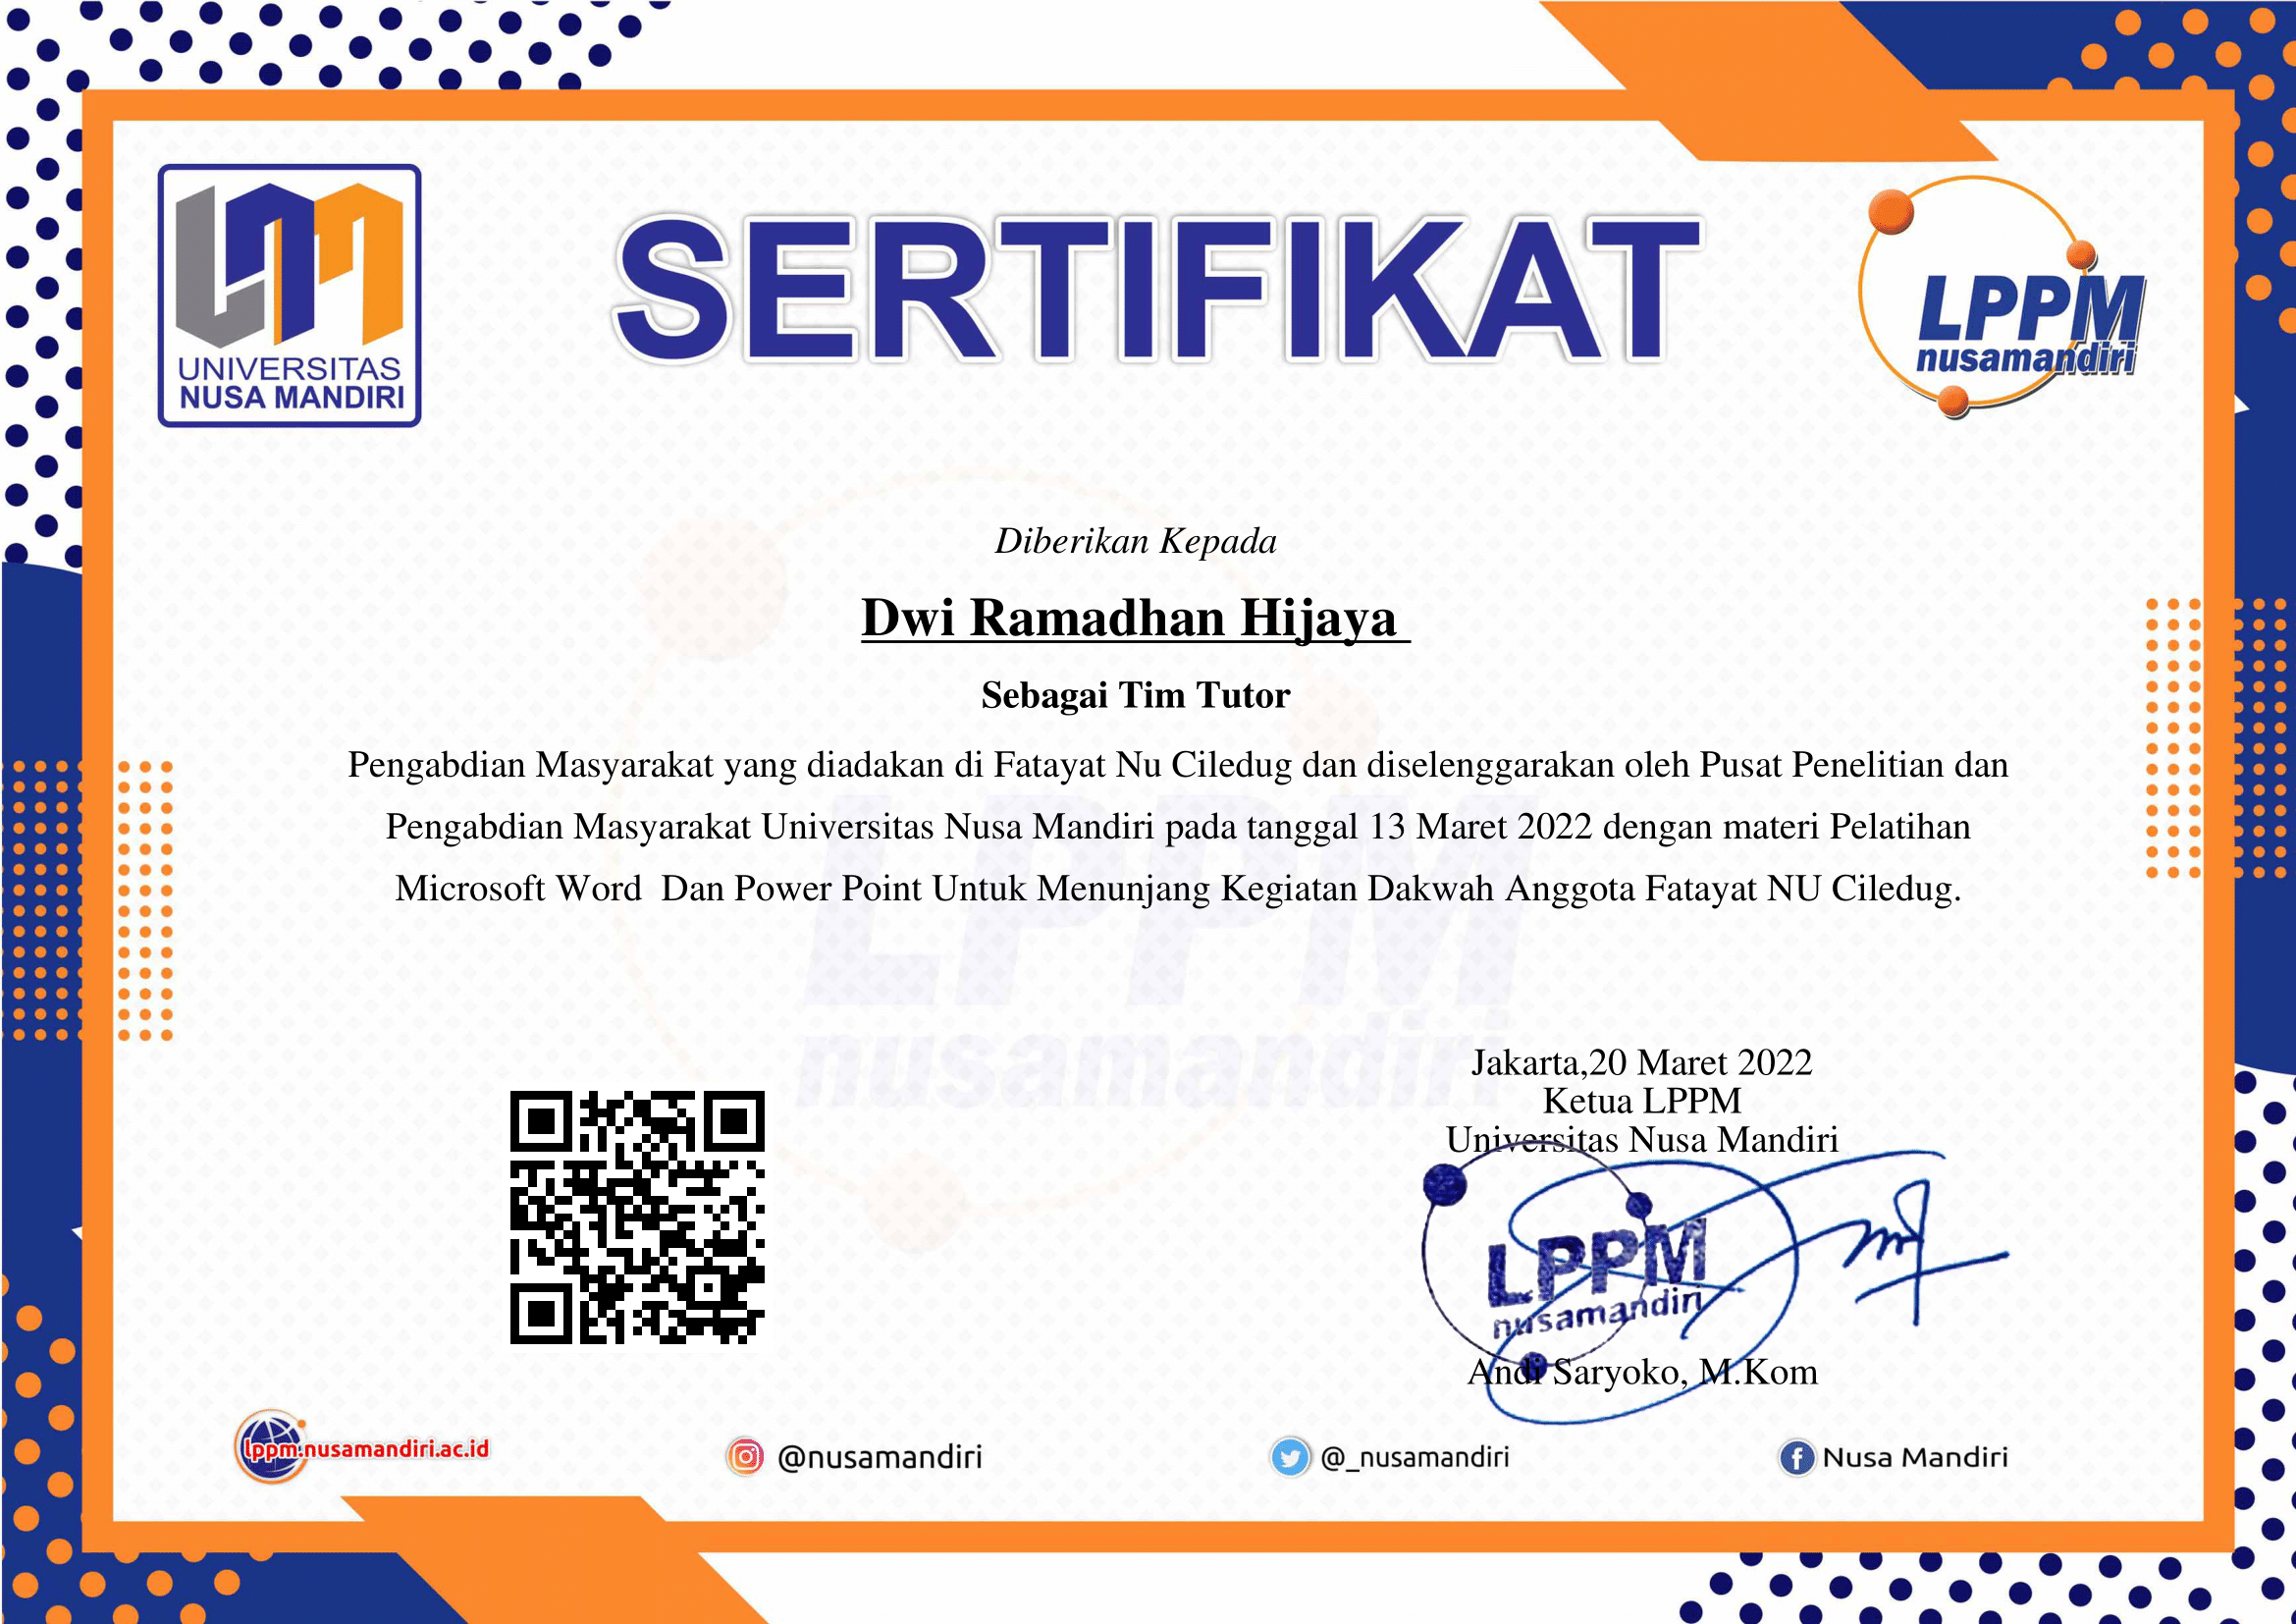 UNIVERSITAS
NUSA MANDIRI
SERTIFIKAT
LPPM
nusamandiri
Diberikan Kepada
Dwi Ramadhan Hijaya
Sebagai Tim Tutor
Pengabdian Masyarakat yang diadakan di Fatayat Nu Ciledug dan diselenggarakan oleh Pusat Penelitian dan
Pengabdian Masyarakat Universitas Nusa Mandiri pada tanggal 13 Maret 2022 dengan materi Pelatihan
Microsoft Word  Dan Power Point Untuk Menunjang Kegiatan Dakwah Anggota Fatayat NU Ciledug.
LPPM
nusamandiri
Jakarta,20 Maret 2022
Ketua LPPM
Universitas Nusa Mandiri
LPPM
nusamandiri
Andi Saryoko, M.Kom
lppm.nusamandiri.ac.id
@nusamandiri
@_nusamandiri
Nusa Mandiri